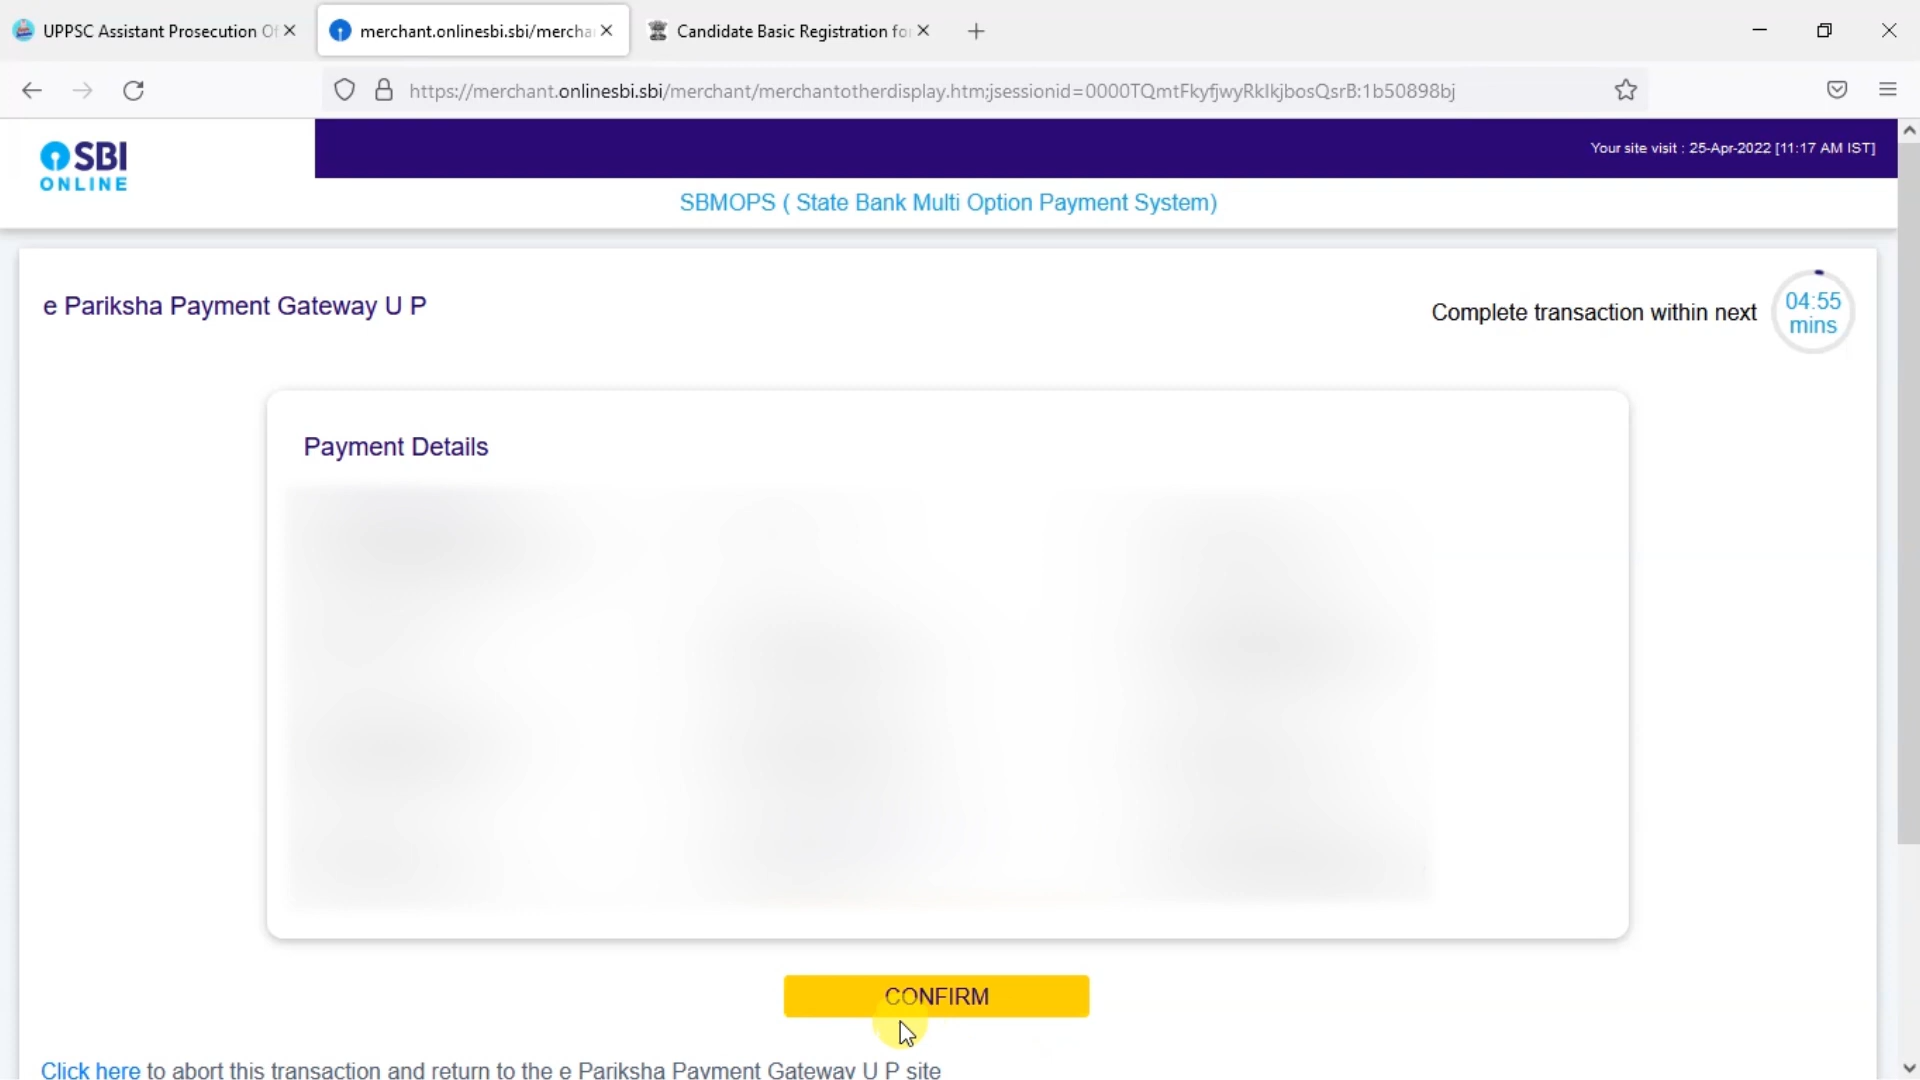 UPPSC Assistant Prosecution Of
merchant.onlinesbi.sbi/mercha
Candidate Basic Registration fo
https://merchant.onlinesbi.sbi/merchant/merchantotherdisplay.htm;jsessionid=0000TQmtFkyfjwyRkIkjbosQsrB:1b50898bj
SBI
ONLINE
Your site visit : 25-Apr-2022 [11:17 AM IST]
SBMOPS ( State Bank Multi Option Payment System)
e Pariksha Payment Gateway U P
Complete transaction within next
04:55
mins
Payment Details
CONFIRM
Click here to abort this transaction and return to the e Pariksha Payment Gateway U P site